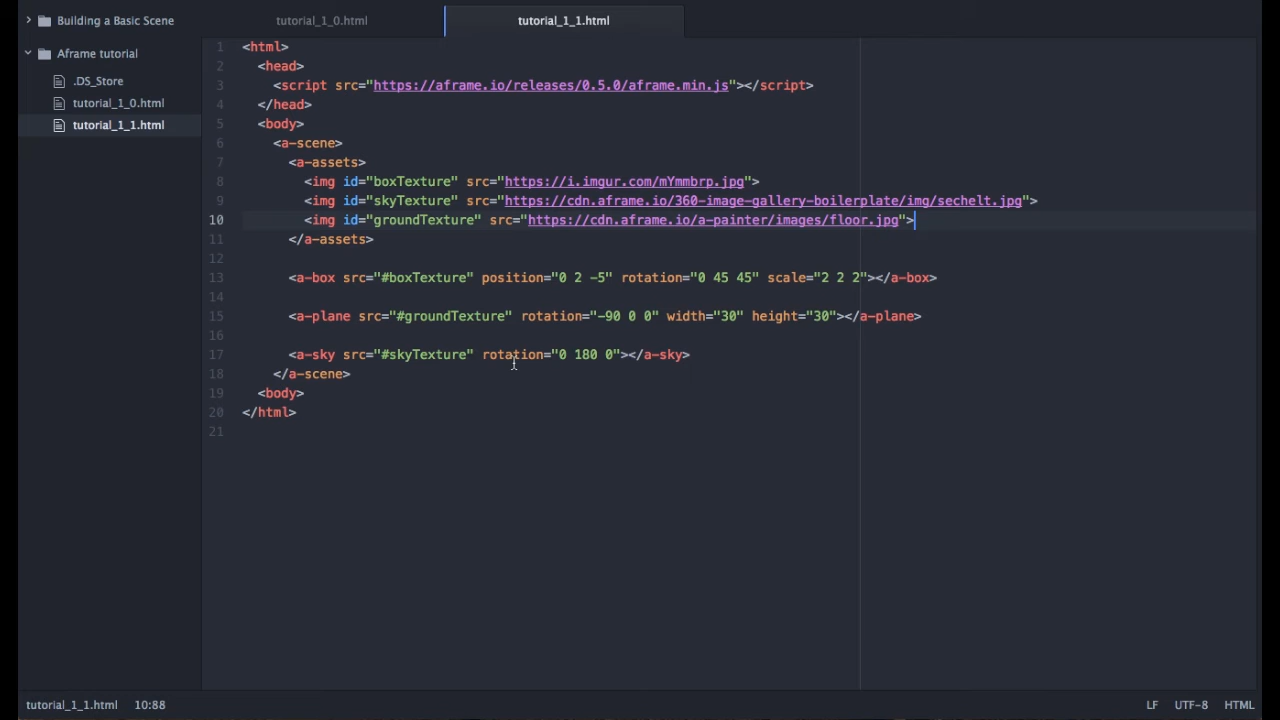 Building a Basic Scene
Aframe tutorial
.DS_Store
tutorial_1_0.html
tutorial_1_1.html
tutorial_1_0.html
tutorial_1_1.html
1 <html>
2 <head>
3 <script src="https://aframe.io/releases/0.5.0/aframe.min.js"></script>
4 </head>
5 <body>
6 <a-scene>
7 <a-assets>
8 <img id="boxTexture" src="https://i.imgur.com/mYmmbrp.jpg">
9 <img id="skyTexture" src="https://cdn.aframe.io/360-image-gallery-boilerplate/img/sechelt.jpg">
10 <img id="groundTexture" src="https://cdn.aframe.io/a-painter/images/floor.jpg">
11 </a-assets>
12
13 <a-box src="#boxTexture" position="0 2 -5" rotation="0 45 45" scale="2 2 2"></a-box>
14
15 <a-plane src="#groundTexture" rotation="-90 0 0" width="30" height="30"></a-plane>
16
17 <a-sky src="#skyTexture" rotation="0 180 0"></a-sky>
18 </a-scene>
19 <body>
20 </html>
21
tutorial_1_1.html 10:88 LF UTF-8 HTML